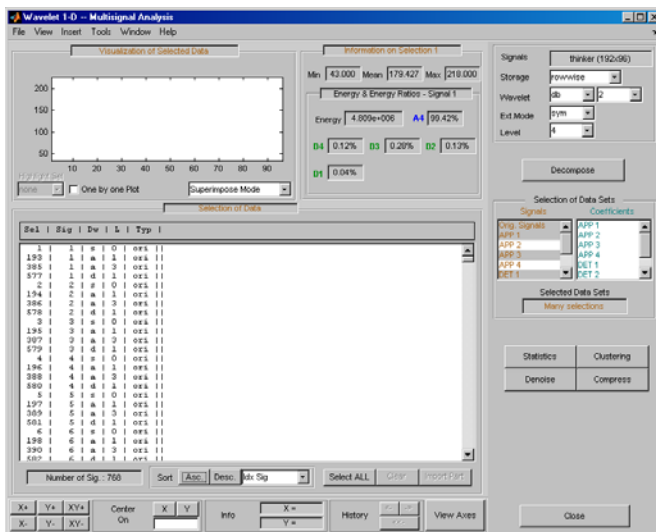 Wavelet 1-D -- Multisignal Analysis
File View Insert Tools Window Help
Visualization of Selected Data
200
150
100
50
10 20 30 40 50 60 70 80 90
Highlight Sel
none
One by one Plot
Superimpose Mode
Information on Selection 1
Min 43.000 Mean 179.427 Max 218.000
Energy & Energy Ratios - Signal 1
Energy 4.809e+006 A4 99.42%
D4 0.12% D3 0.28% D2 0.13%
D1 0.04%
Signals thinker (192x96)
Storage rowwise
Wavelet db 2
Ext.Mode sym
Level 4
Decompose
Selection of Data Sets
Signals Coefficients
Orig. Signals APP 1
APP 1 APP 2
APP 2 APP 3
APP 3 APP 4
APP 4 DET 1
DET 1 DET 2
Selected Data Sets
Many selections
Statistics Clustering
Denoise Compress
Close
Selection of Data
Sel | Sig | Dw | L | Typ |
1 | 1 | s | 0 | ori ||
193 | 1 | a | 1 | ori ||
385 | 1 | a | 3 | ori ||
577 | 1 | d | 1 | ori ||
2 | 2 | s | 0 | ori ||
194 | 2 | a | 1 | ori ||
386 | 2 | a | 3 | ori ||
578 | 2 | d | 1 | ori ||
3 | 3 | s | 0 | ori ||
195 | 3 | a | 1 | ori ||
387 | 3 | a | 3 | ori ||
579 | 3 | d | 1 | ori ||
4 | 4 | s | 0 | ori ||
196 | 4 | a | 1 | ori ||
388 | 4 | a | 3 | ori ||
580 | 4 | d | 1 | ori ||
5 | 5 | s | 0 | ori ||
197 | 5 | a | 1 | ori ||
389 | 5 | a | 3 | ori ||
581 | 5 | d | 1 | ori ||
6 | 6 | s | 0 | ori ||
198 | 6 | a | 1 | ori ||
390 | 6 | a | 3 | ori ||
582 | 6 | d | 1 | ori ||
Number of Sig.: 768
Sort Asc. Desc. Idx Sig
Select ALL Clear Import Part.
X+ Y+ XY+
X- Y- XY-
Center On X Y
Info X = Y =
History <- -> <<-
View Axes